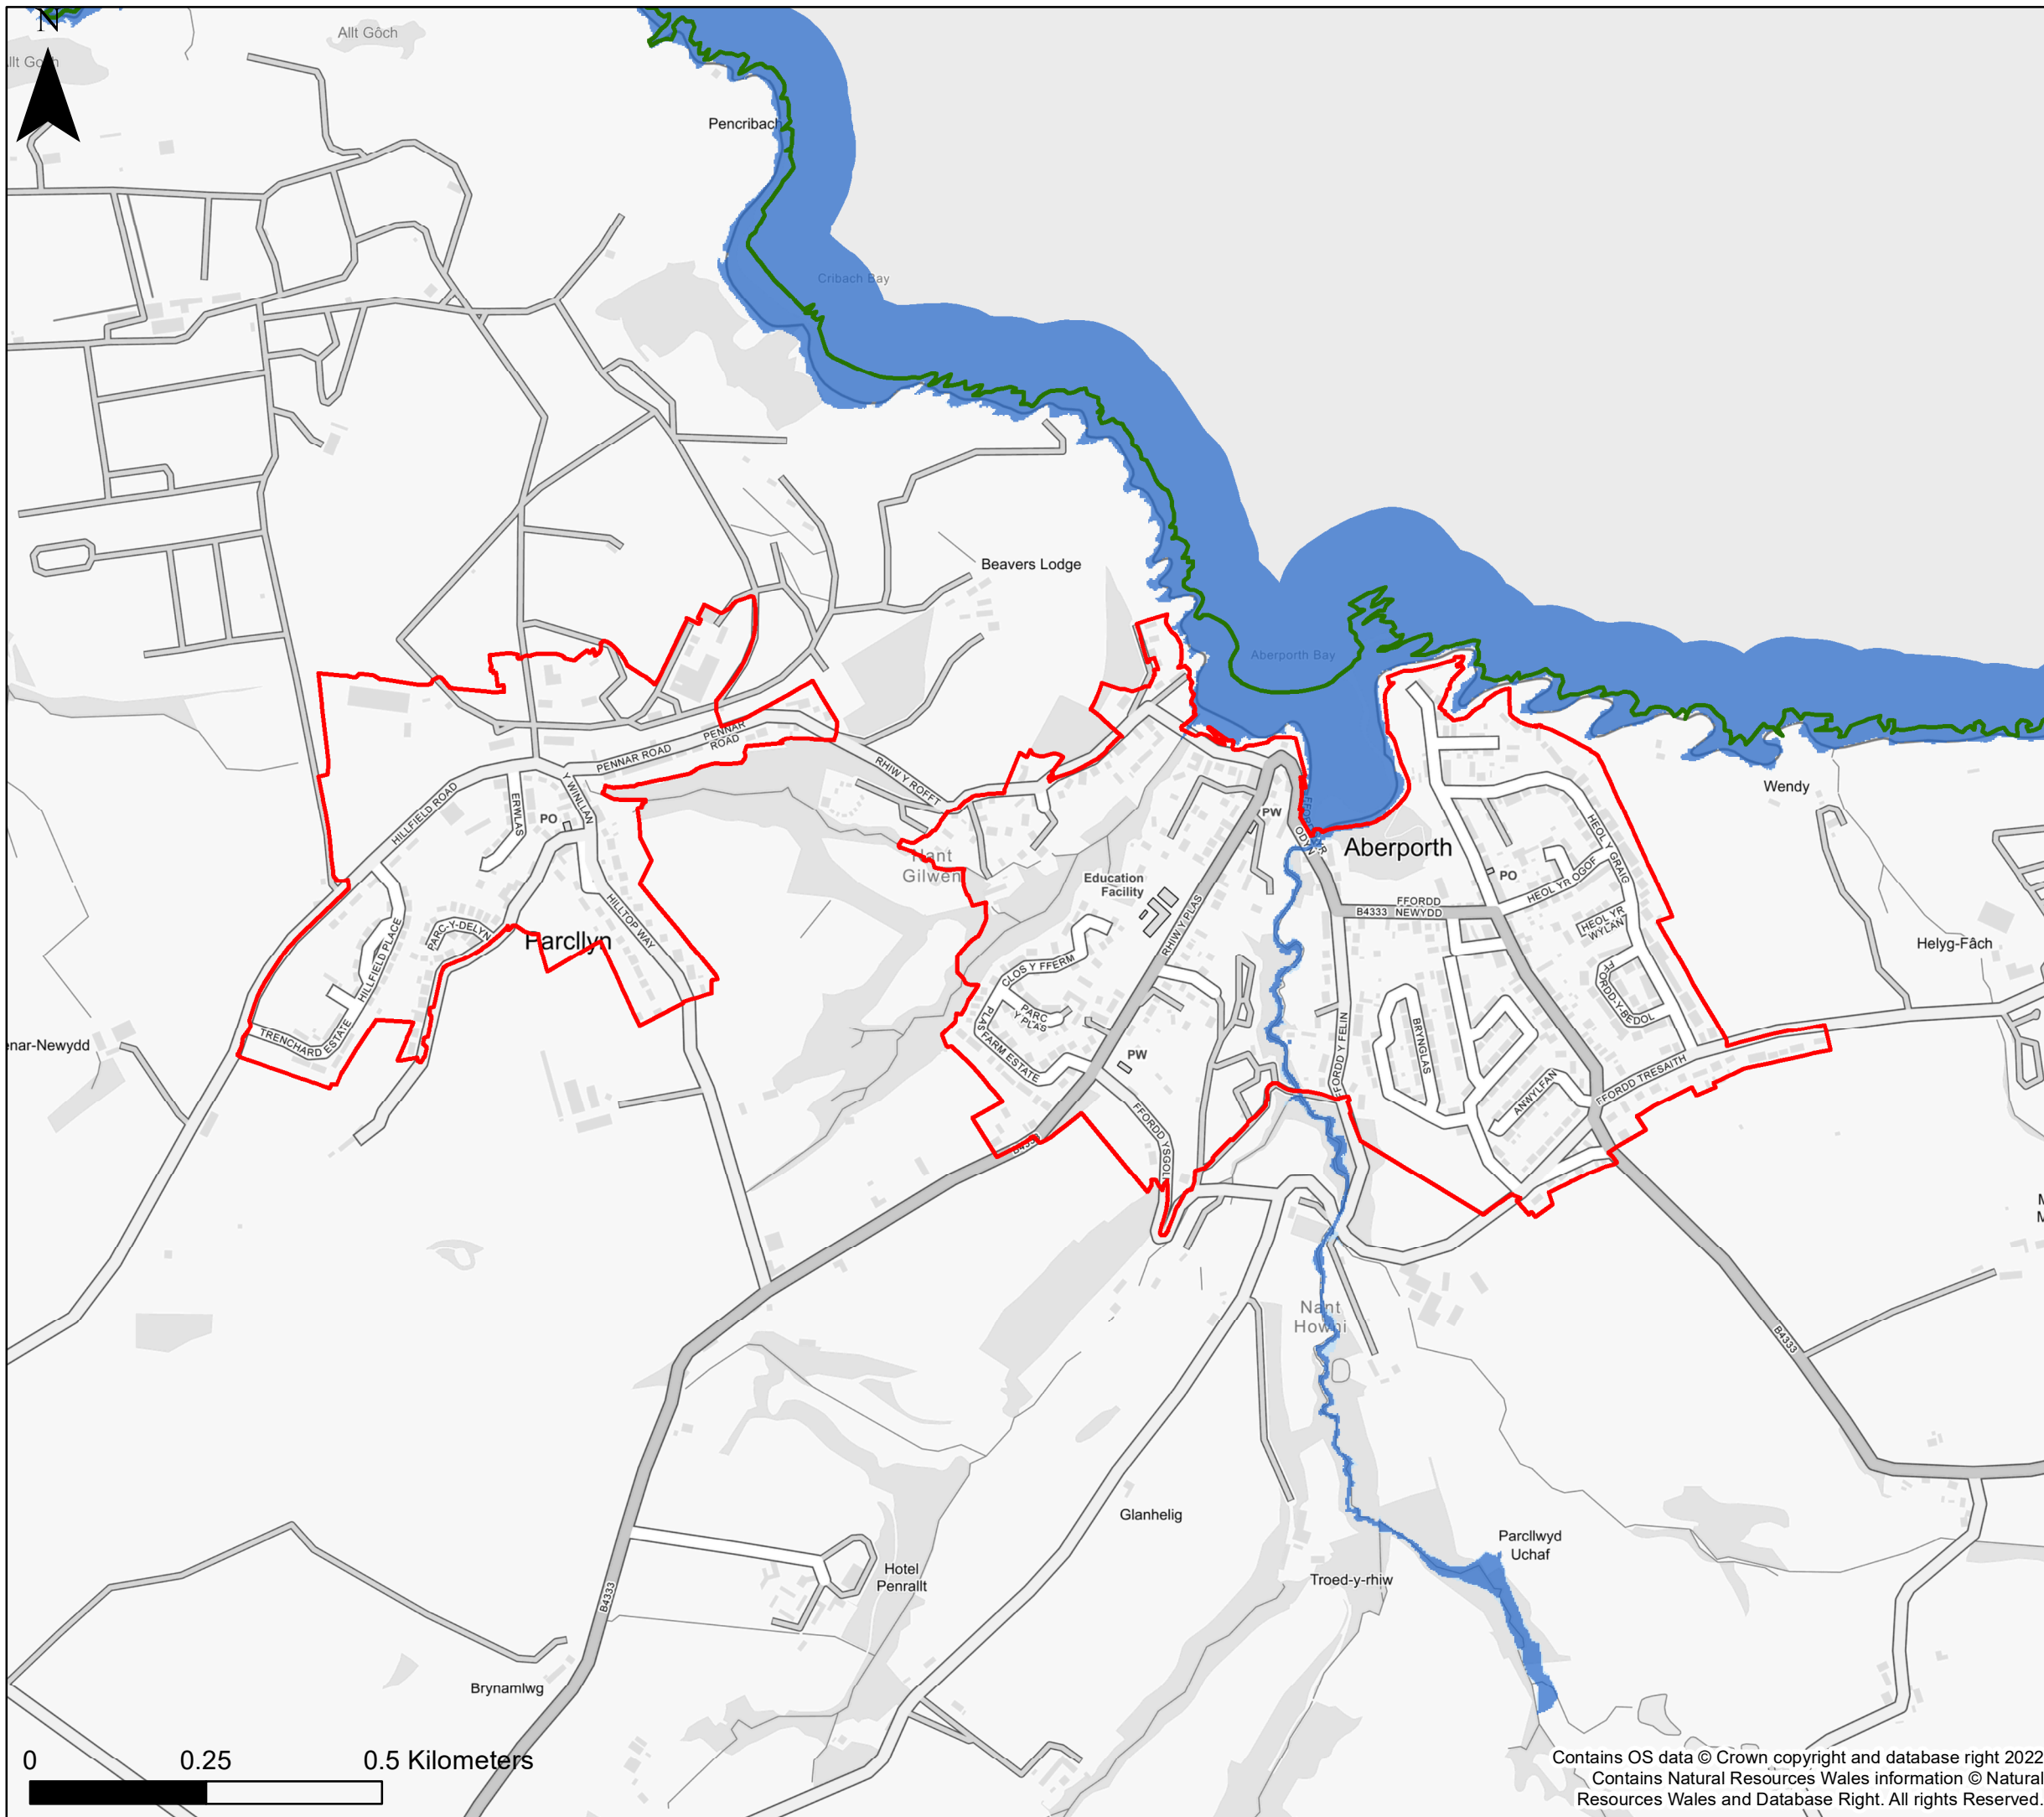 N
Allt Gôch
Pencribach
Cribach Bay
Beavers Lodge
Aberporth Bay
Wendy
PENNAR
ROAD
PENNAR ROAD
RHIW Y ROFFT
Y WINLLAN
ERWLAS
HILLFIELD ROAD
PO
PW
Aberporth
Nant
Gilwen
Education
Facility
HEOL Y GRAIG
PO
HEOL YR OGOF
FFORDD
B4333 NEWYDD
HEOL YR
WYLAN
Helyg-Fâch
RHIW Y PLAS
HILLTOP WAY
PARC-Y-DELYN
Parcllyn
HILLFIELD PLACE
CLOS Y FFERM
PARC
Y PLAS
PLAS FARM ESTATE
FFORDD-Y-BEDOL
BRYNGLAS
FFORDD Y FELIN
TRENCHARD ESTATE
enar-Newydd
PW
FFORDD TRESAITH
ANWYLFAN
FFORDD YSGOL
Nant
Howni
B4333
Glanhelig
Parcllwyd
Uchaf
Troed-y-rhiw
Hotel
Penrallt
B4333
Brynamlwg
0 0.25 0.5 Kilometers
Contains OS data © Crown copyright and database right 2022
Contains Natural Resources Wales information © Natural
Resources Wales and Database Right. All rights Reserved.